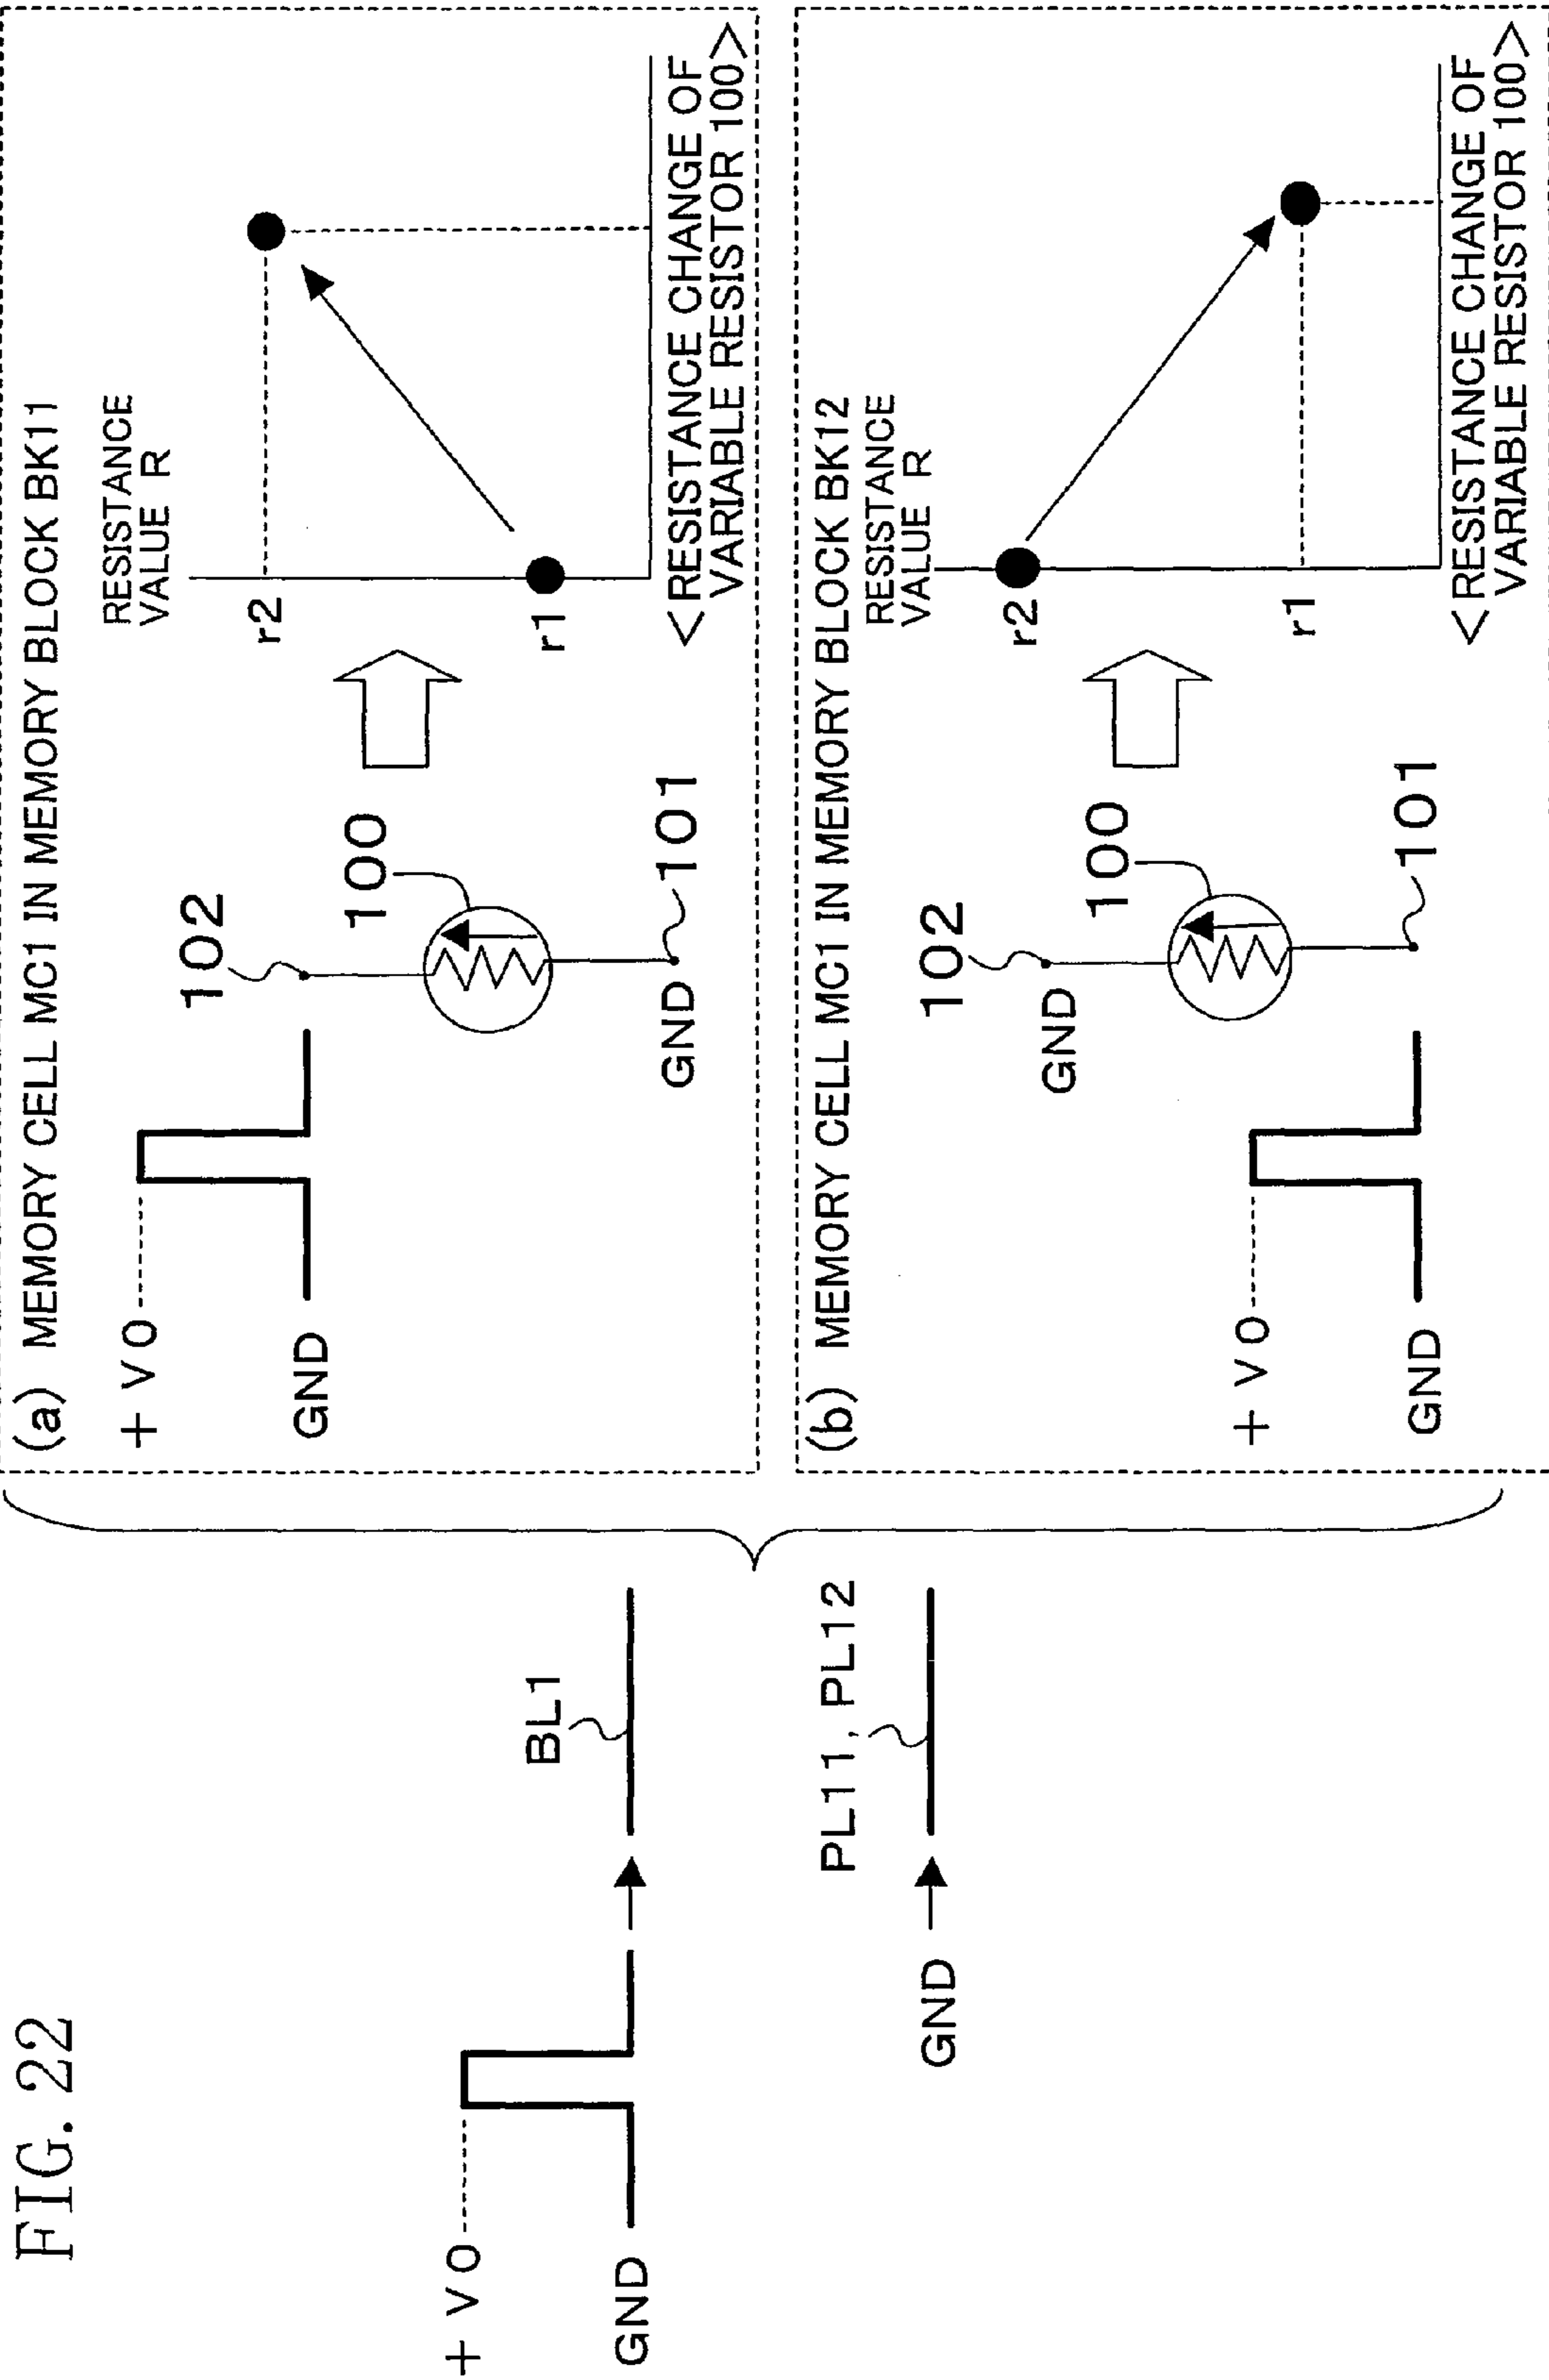 FIG. 22
+V0
GND
BL1
GND
PL11, PL12
(a) MEMORY CELL MC1 IN MEMORY BLOCK BK11
+V0
GND
102
100
GND
101
RESISTANCE
VALUE R
r2
r1
<RESISTANCE CHANGE OF
VARIABLE RESISTOR 100>
(b) MEMORY CELL MC1 IN MEMORY BLOCK BK12
+V0
GND
102
GND
100
101
RESISTANCE
VALUE R
r2
r1
<RESISTANCE CHANGE OF
VARIABLE RESISTOR 100>